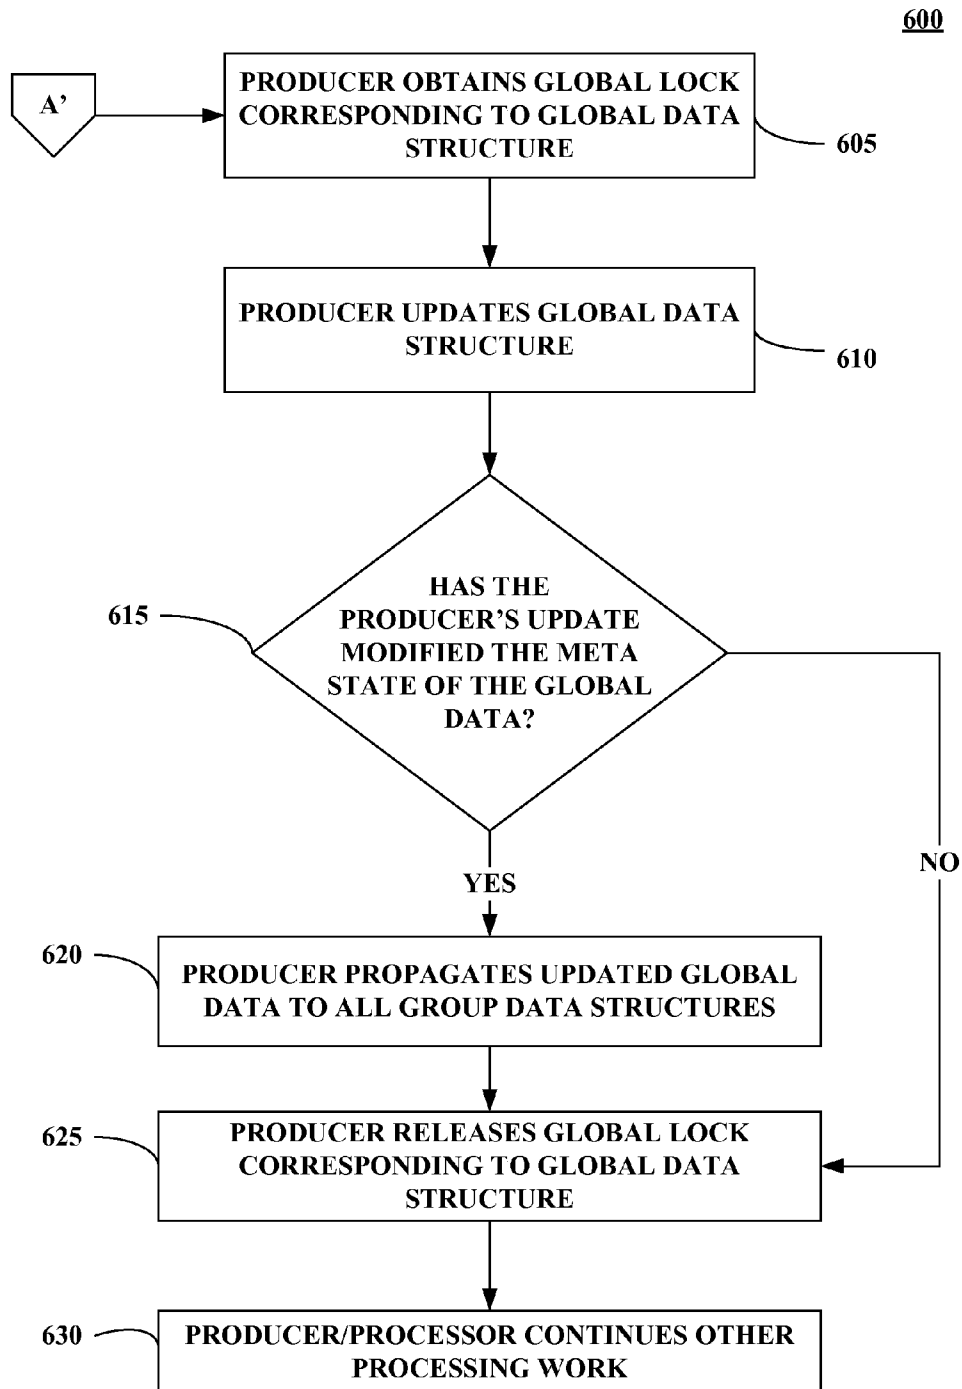 600
A’
PRODUCER OBTAINS GLOBAL LOCK
CORRESPONDING TO GLOBAL DATA
STRUCTURE
605
PRODUCER UPDATES GLOBAL DATA
STRUCTURE
610
HAS THE
PRODUCER’S UPDATE
MODIFIED THE META
STATE OF THE GLOBAL
DATA?
615
YES
NO
620
PRODUCER PROPAGATES UPDATED GLOBAL
DATA TO ALL GROUP DATA STRUCTURES
625
PRODUCER RELEASES GLOBAL LOCK
CORRESPONDING TO GLOBAL DATA
STRUCTURE
630
PRODUCER/PROCESSOR CONTINUES OTHER
PROCESSING WORK